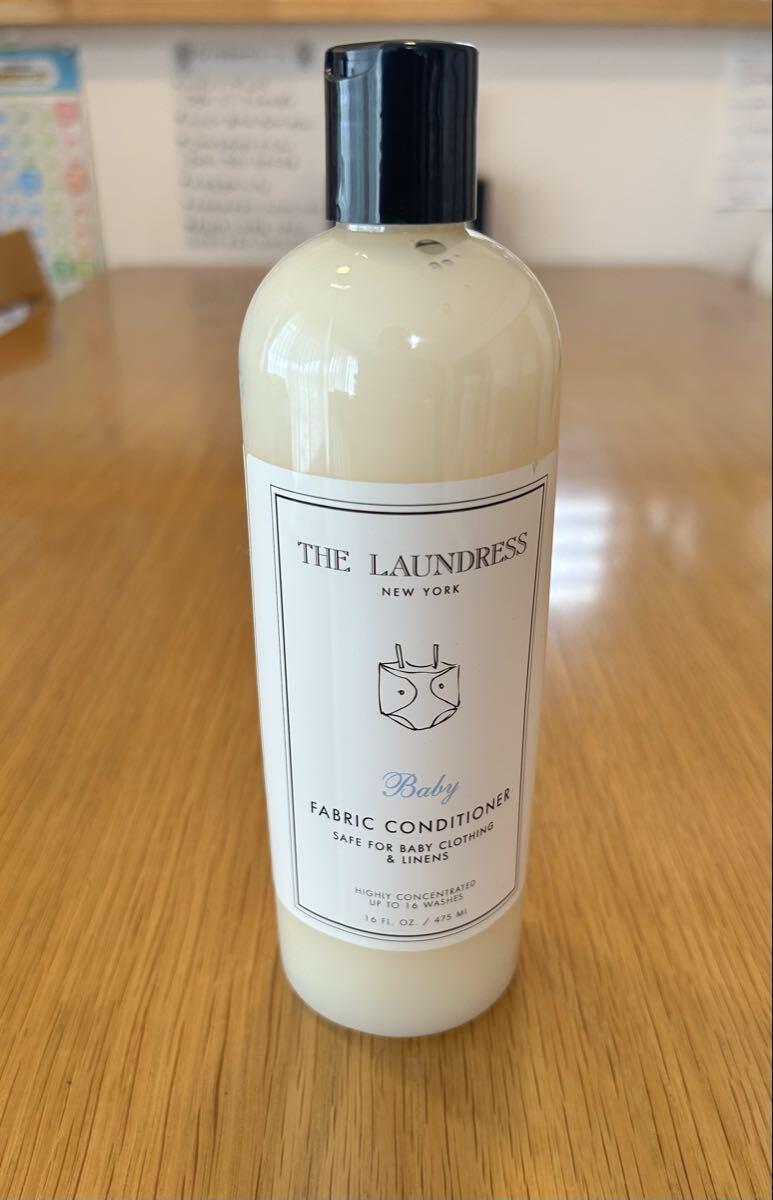 THE LAUNDRESS
NEW YORK
Baby
FABRIC CONDITIONER
SAFE FOR BABY CLOTHING
& LINENS
HIGHLY CONCENTRATED
UP TO 16 WASHES
16 FL. OZ. / 475 ML